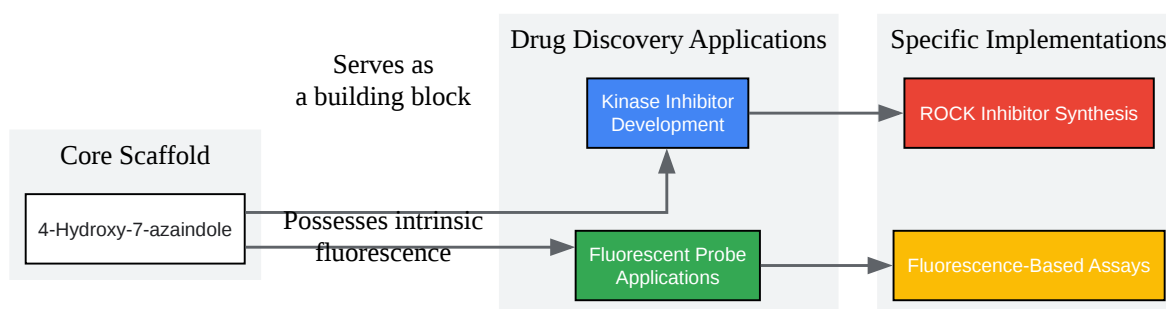 Core Scaffold
4-Hydroxy-7-azaindole
Serves as
a building block
Possesses intrinsic
fluorescence
Drug Discovery Applications
Kinase Inhibitor
Development
Fluorescent Probe
Applications
Specific Implementations
ROCK Inhibitor Synthesis
Fluorescence-Based Assays